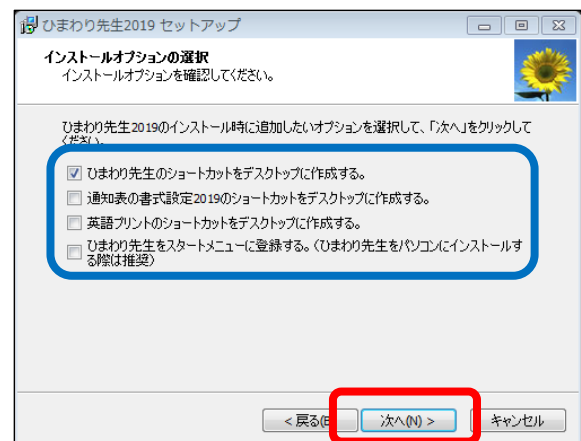 ひまわり先生2019 セットアップ
インストールオプションの選択
インストールオプションを確認してください。
ひまわり先生2019のインストール時に追加したいオプションを選択して、「次へ」をクリックして
ください。
ひまわり先生のショートカットをデスクトップに作成する。
通知表の書式設定2019のショートカットをデスクトップに作成する。
英語プリントのショートカットをデスクトップに作成する。
ひまわり先生をスタートメニューに登録する。（ひまわり先生をパソコンにインストールす
る際は推奨）
< 戻る(B
次へ(N) >
キャンセル